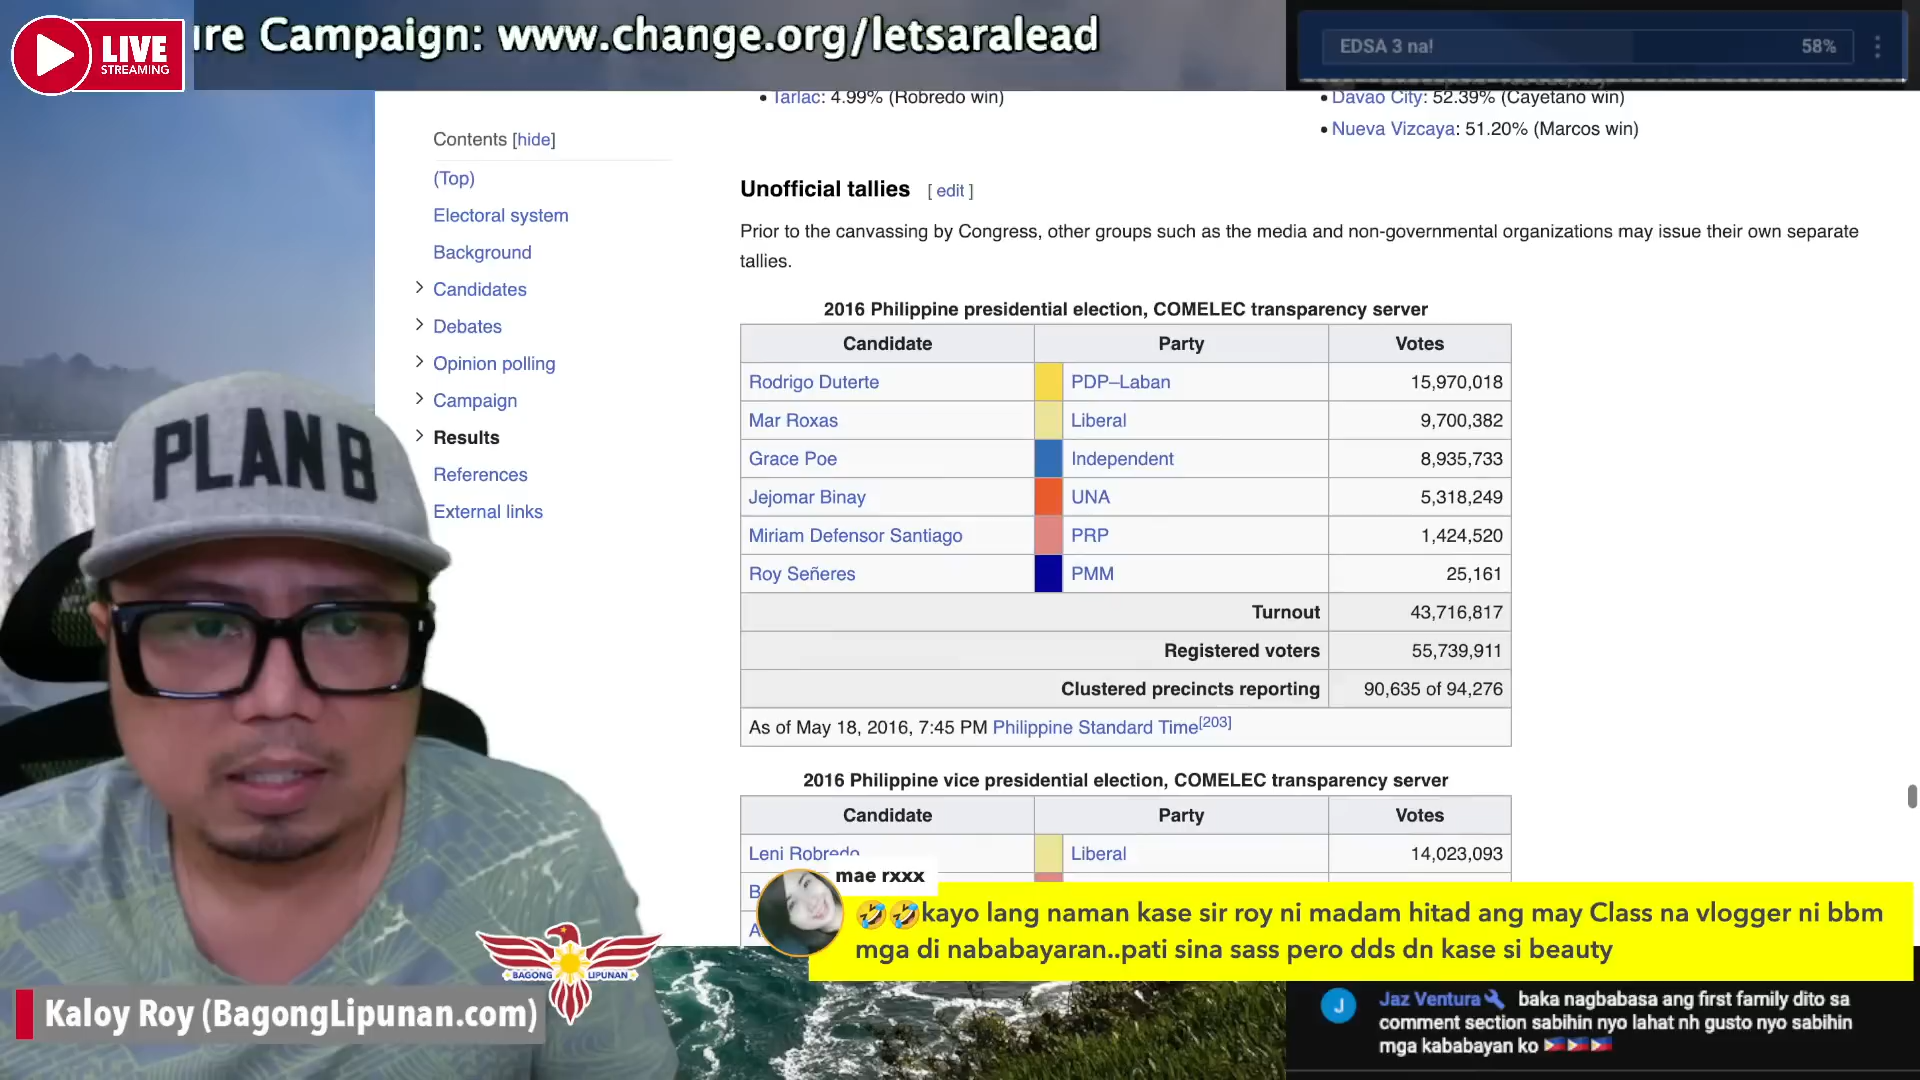 LIVE
STREAMING
ure Campaign: www.change.org/letsaralead
EDSA 3 na! 58%
Tarlac: 4.99% (Robredo win)
Davao City: 52.39% (Cayetano win)
Nueva Vizcaya: 51.20% (Marcos win)
Contents [hide]
(Top)
Electoral system
Background
Candidates
Debates
Opinion polling
Campaign
Results
References
External links
Unofficial tallies [ edit ]
Prior to the canvassing by Congress, other groups such as the media and non-governmental organizations may issue their own separate
tallies.
2016 Philippine presidential election, COMELEC transparency server
Candidate Party Votes
Rodrigo Duterte PDP–Laban 15,970,018
Mar Roxas Liberal 9,700,382
Grace Poe Independent 8,935,733
Jejomar Binay UNA 5,318,249
Miriam Defensor Santiago PRP 1,424,520
Roy Señeres PMM 25,161
Turnout 43,716,817
Registered voters 55,739,911
Clustered precincts reporting 90,635 of 94,276
As of May 18, 2016, 7:45 PM Philippine Standard Time[203]
2016 Philippine vice presidential election, COMELEC transparency server
Candidate Party Votes
Leni Robredo Liberal 14,023,093
PLAN B
mae rxxx
🤣🤣kayo lang naman kase sir roy ni madam hitad ang may Class na vlogger ni bbm
mga di nababayaran..pati sina sass pero dds dn kase si beauty
BAGONG LIPUNAN
Kaloy Roy (BagongLipunan.com)
J
Jaz Ventura🔧 baka nagbabasa ang first family dito sa
comment section sabihin nyo lahat nh gusto nyo sabihin
mga kababayan ko 🇵🇭🇵🇭🇵🇭